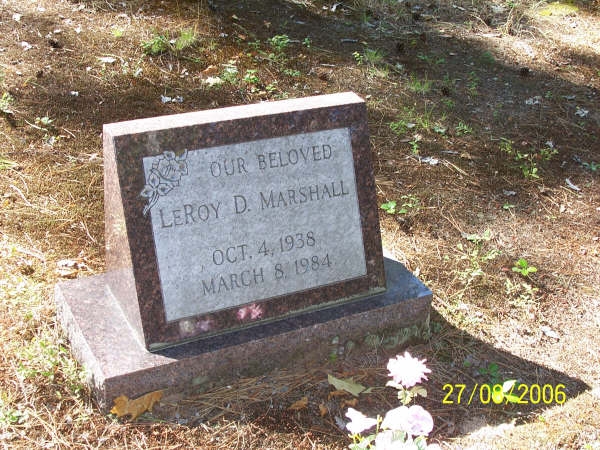 OUR BELOVED
LEROY D. MARSHALL
OCT. 4, 1938
MARCH 8, 1984
27/08/2006